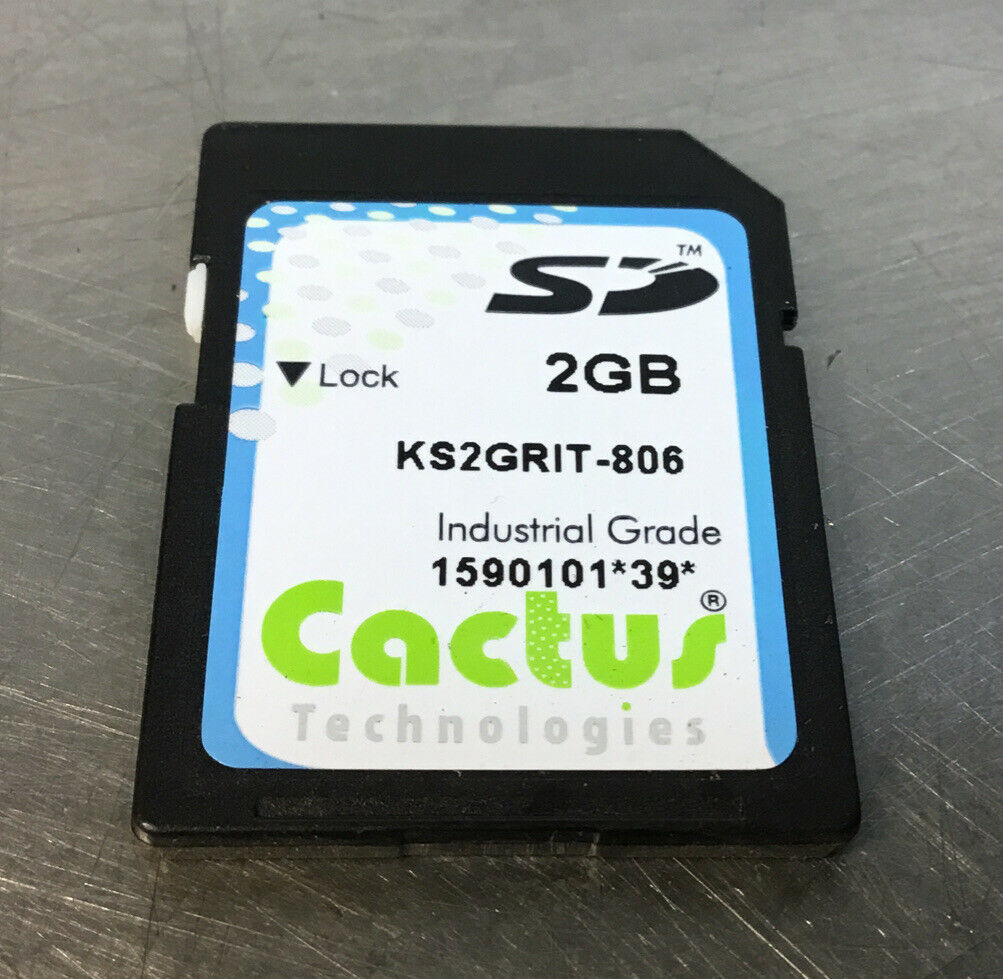 SD™
▼Lock 2GB
KS2GRIT-806
Industrial Grade
1590101*39*
Cactus®
Technologies